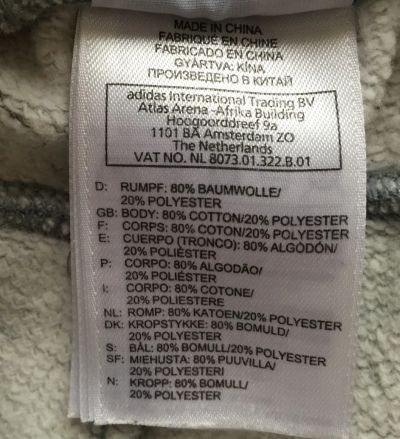 MADE IN CHINA
FABRIQUÉ EN CHINE
FABRICADO EN CHINA
GYÁRTVA: KÍNA
ПРОИЗВЕДЕНО В КИТАЙ
adidas International Trading BV
Atlas Arena -Afrika Building
Hoogoorddreef 9a
1101 BA Amsterdam ZO
The Netherlands
VAT NO. NL 8073.01.322.B.01
D: RUMPF: 80% BAUMWOLLE/
20% POLYESTER
GB: BODY: 80% COTTON/20% POLYESTER
F: CORPS: 80% COTON/20% POLYESTER
E: CUERPO (TRONCO): 80% ALGODÓN/
20% POLIÉSTER
P: CORPO: 80% ALGODÃO/
20% POLIÉSTER
I: CORPO: 80% COTONE/
20% POLIESTERE
NL: ROMP: 80% KATOEN/20% POLYESTER
DK: KROPSTYKKE: 80% BOMULD/
20% POLYESTER
S: BÅL: 80% BOMULL/20% POLYESTER
SF: MIEHUSTA: 80% PUUVILLA/
20% POLYESTERI
N: KROPP: 80% BOMULL/
20% POLYESTER